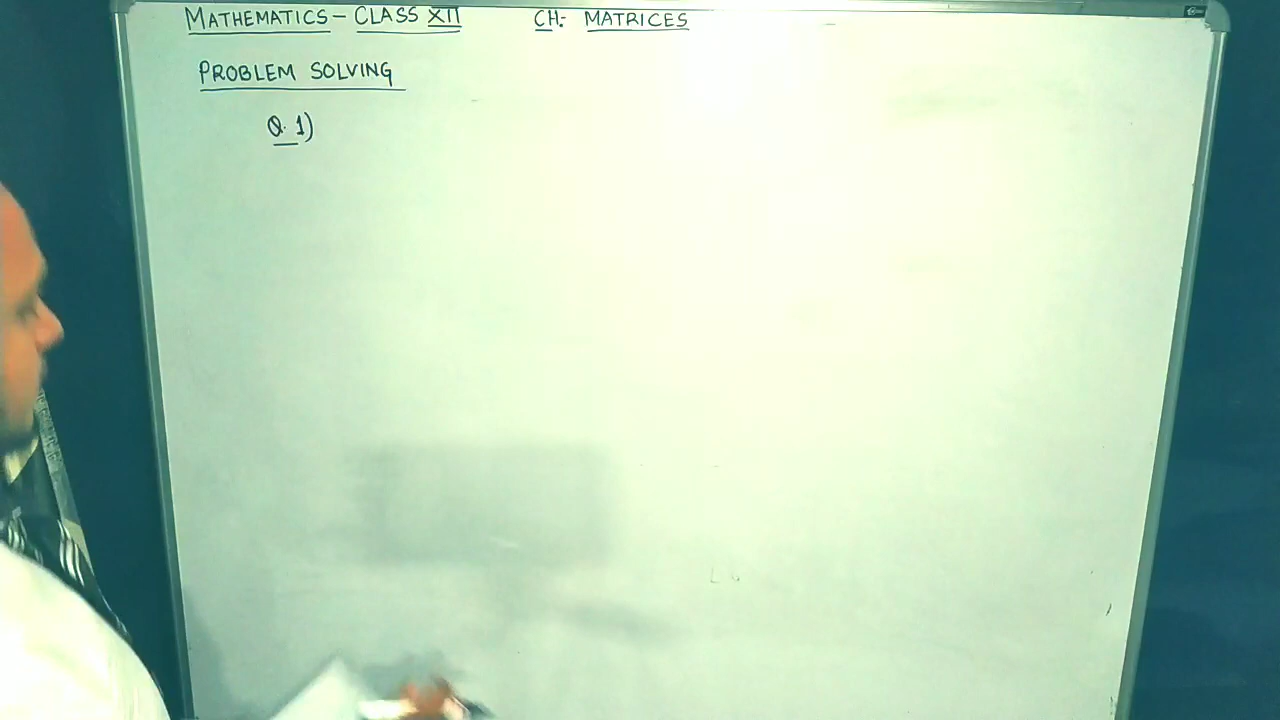 MATHEMATICS - CLASS XII CH: MATRICES
PROBLEM SOLVING
Q. 1)